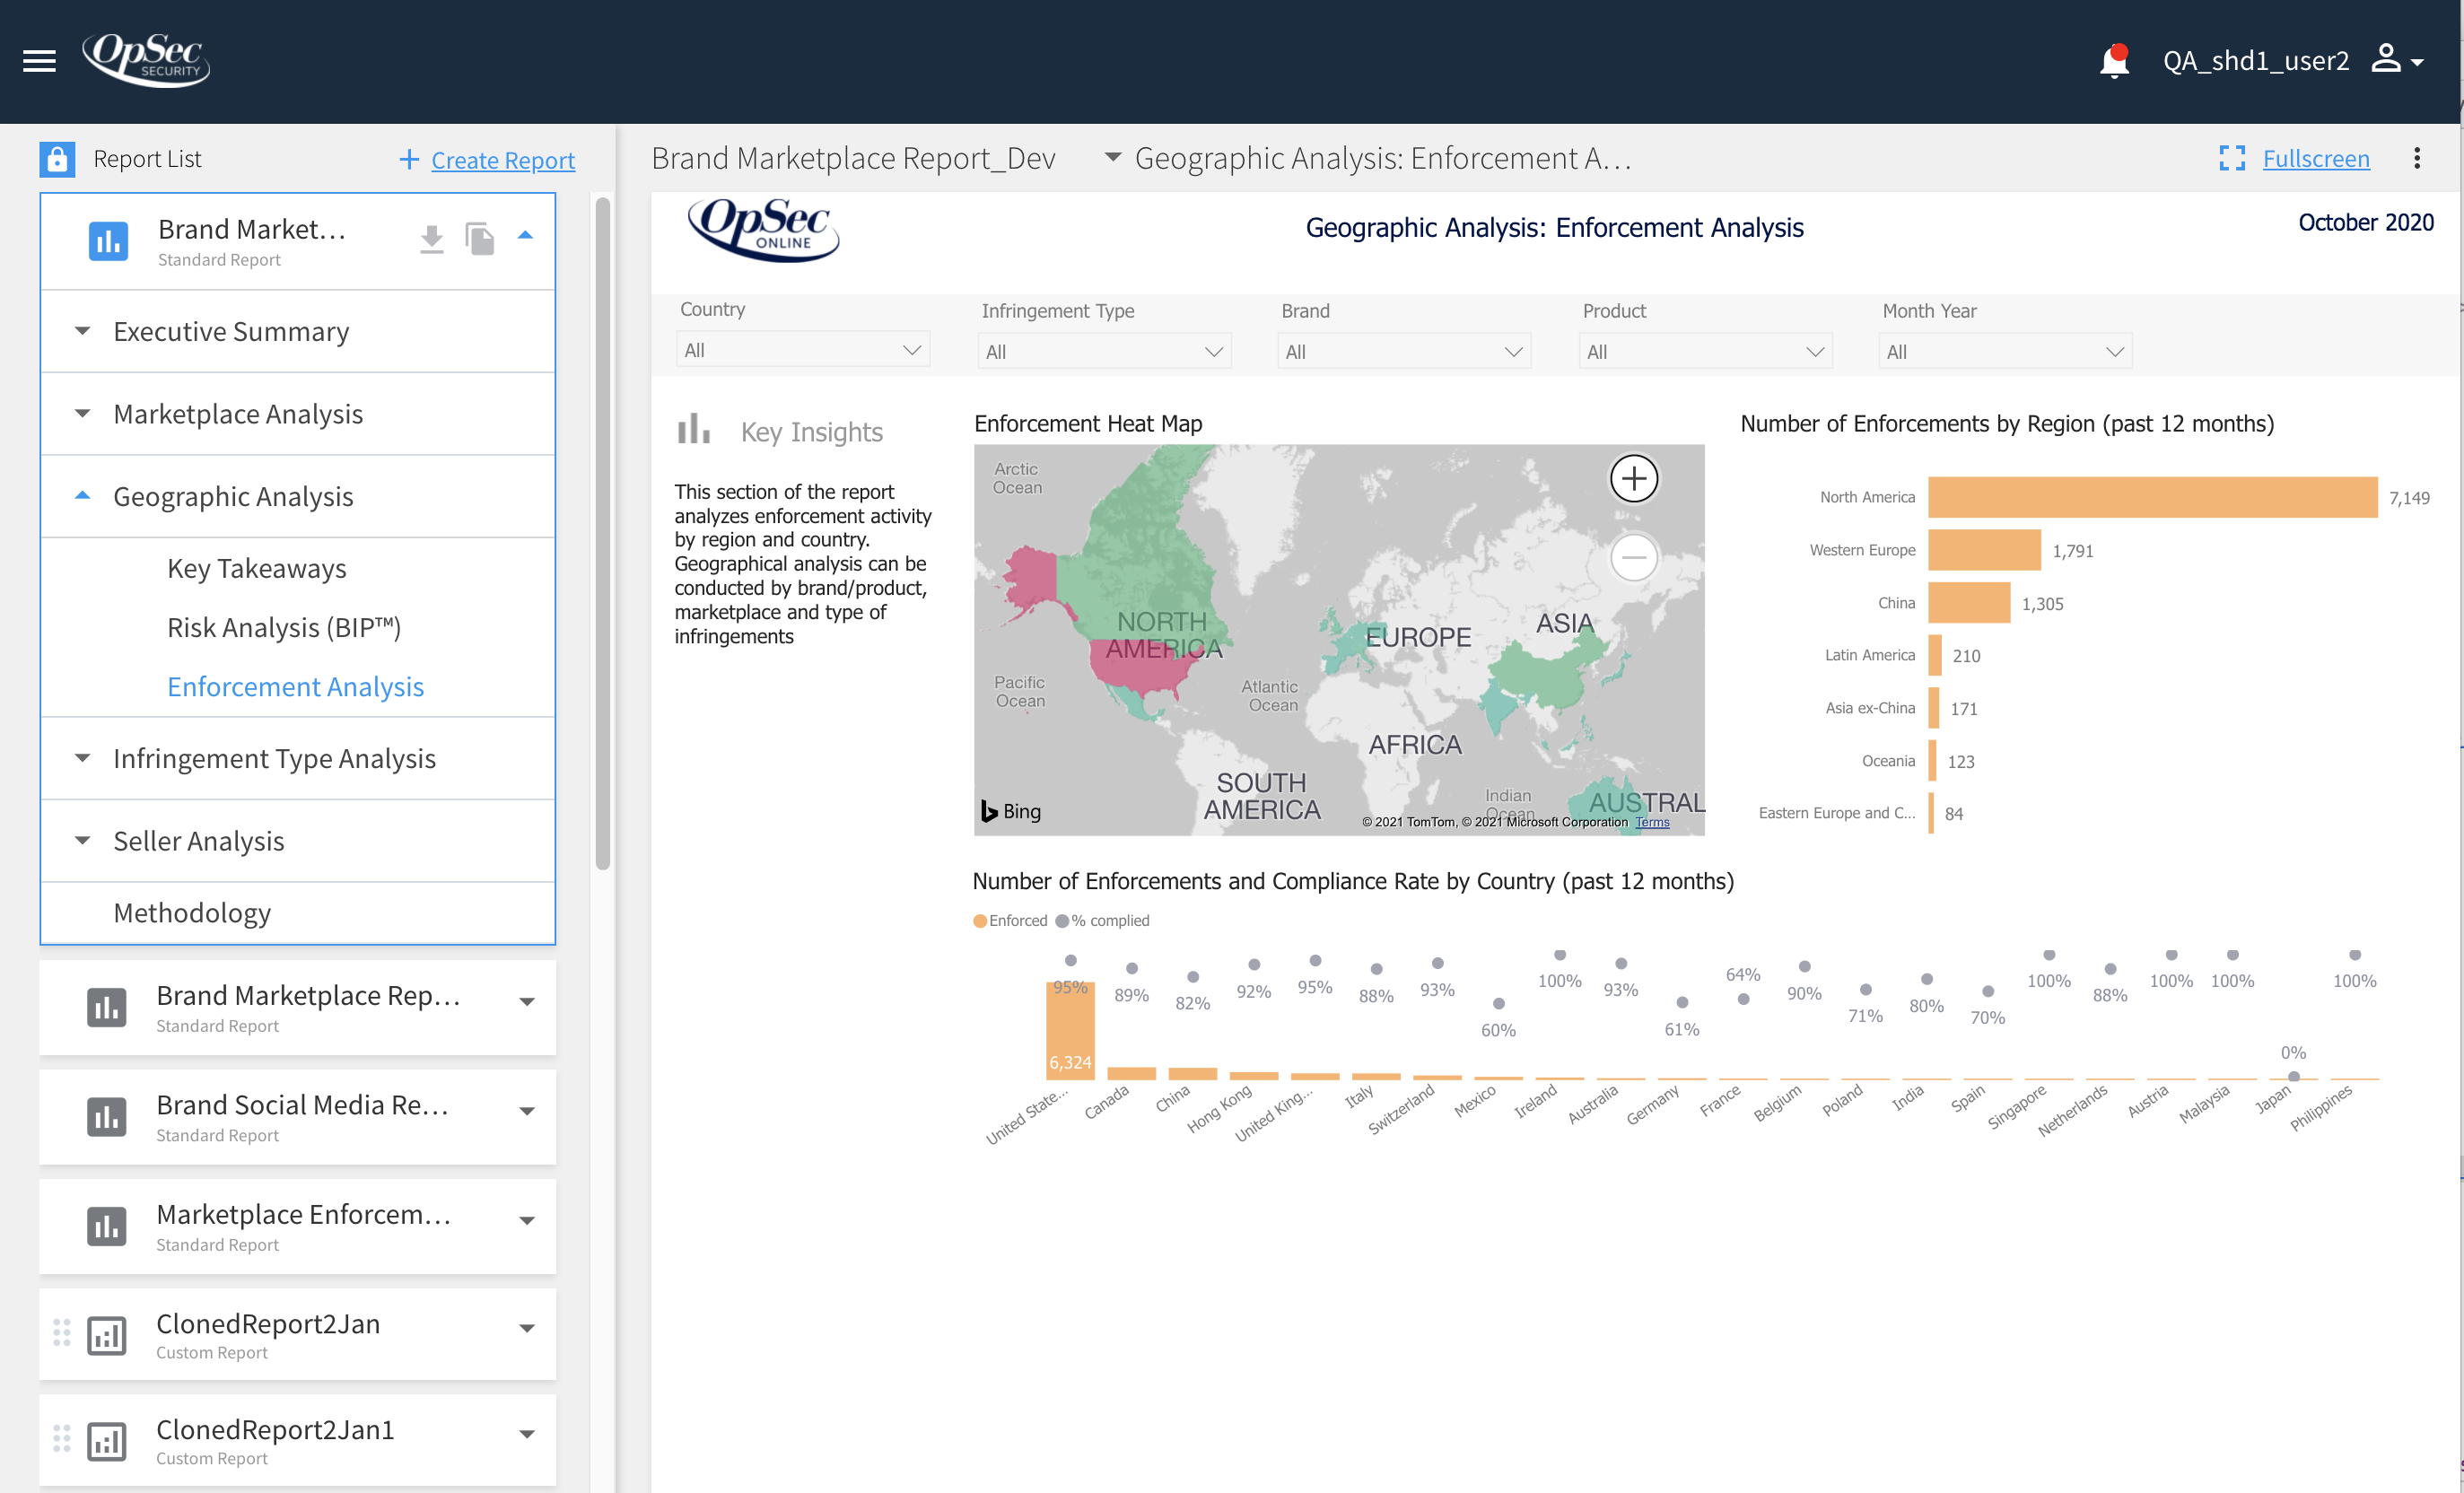 OpSec
SECURITY
QA_shd1_user2
Report List
Create Report
Brand Market...
Standard Report
Executive Summary
Marketplace Analysis
Geographic Analysis
Key Takeaways
Risk Analysis (BIP™)
Enforcement Analysis
Infringement Type Analysis
Seller Analysis
Methodology
Brand Marketplace Rep...
Standard Report
Brand Social Media Re...
Standard Report
Marketplace Enforcem...
Standard Report
ClonedReport2Jan
Custom Report
ClonedReport2Jan1
Custom Report
Brand Marketplace Report_Dev
Geographic Analysis: Enforcement A...
Fullscreen
OpSec
ONLINE
Geographic Analysis: Enforcement Analysis
October 2020
Country
Infringement Type
Brand
Product
Month Year
All
All
All
All
All
Key Insights
This section of the report
analyzes enforcement activity
by region and country.
Geographical analysis can be
conducted by brand/product,
marketplace and type of
infringements
Enforcement Heat Map
Arctic
Ocean
NORTH
AMERICA
EUROPE
ASIA
Pacific
Ocean
Atlantic
Ocean
AFRICA
SOUTH
AMERICA
Indian
Ocean
AUSTRAL
Bing
© 2021 TomTom, © 2021 Microsoft Corporation Terms
Number of Enforcements by Region (past 12 months)
North America 7,149
Western Europe 1,791
China 1,305
Latin America 210
Asia ex-China 171
Oceania 123
Eastern Europe and C... 84
Number of Enforcements and Compliance Rate by Country (past 12 months)
Enforced % complied
95% 89% 82% 92% 95% 88% 93% 60% 100% 93% 61% 64% 90% 71% 80% 70% 100% 88% 100% 100% 0% 100%
6,324
United State... Canada China Hong Kong United King... Italy Switzerland Mexico Ireland Australia Germany France Belgium Poland India Spain Singapore Netherlands Austria Malaysia Japan Philippines